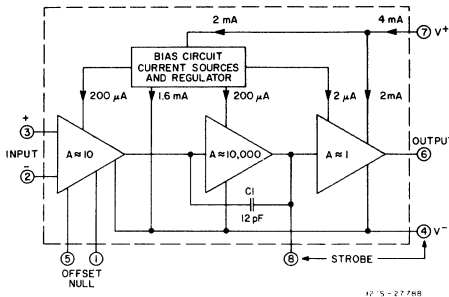 2 mA
4 mA
⑦ V+
BIAS CIRCUIT
CURRENT SOURCES
AND REGULATOR
200 μA
1.6 mA
200 μA
2 μA
2mA
+
③
INPUT
−
②
A ≈ 10
A ≈ 10,000
A ≈ 1
OUTPUT
⑥
C1
12 pF
④ V−
⑤
①
⑧
STROBE
OFFSET
NULL